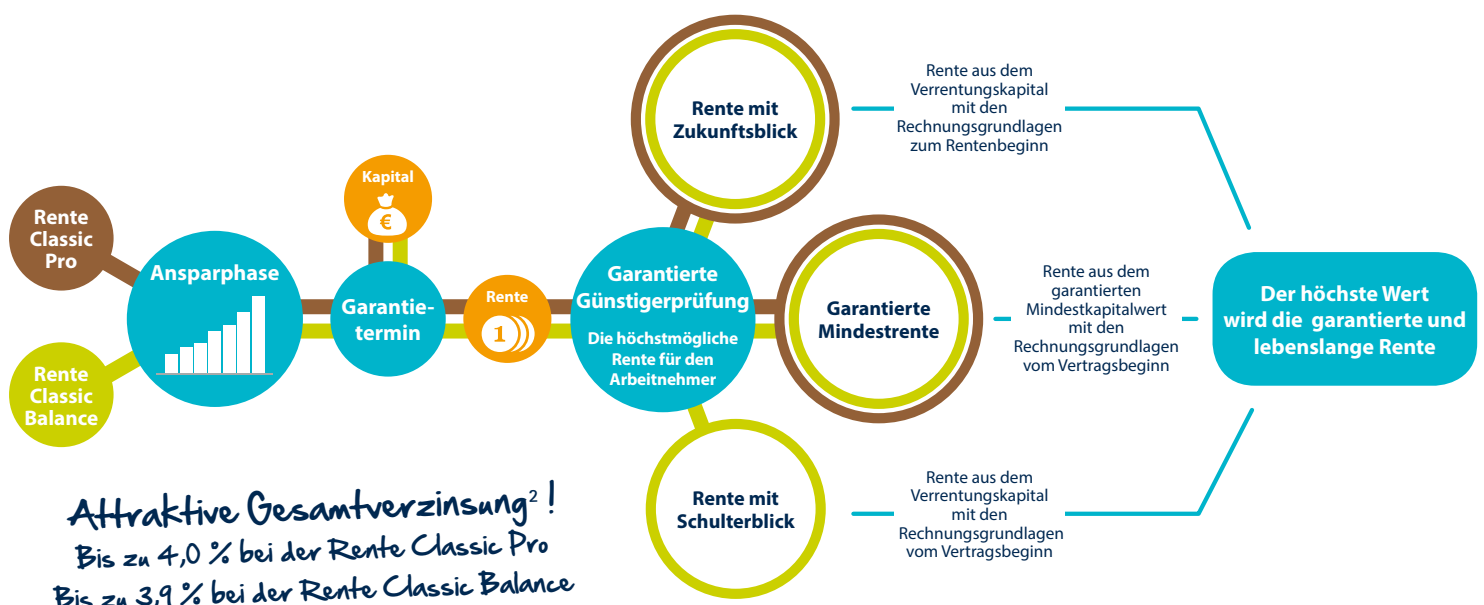 Rente
Classic
Pro
Rente
Classic
Balance
Ansparphase
Kapital
€
Garantie-
termin
Rente
1
Garantierte
Günstigerprüfung
Die höchstmögliche
Rente für den
Arbeitnehmer
Rente mit
Zukunftsblick
Rente aus dem
Verrentungskapital
mit den
Rechnungsgrundlagen
zum Rentenbeginn
Garantierte
Mindestrente
Rente aus dem
garantierten
Mindestkapitalwert
mit den
Rechnungsgrundlagen
vom Vertragsbeginn
Rente mit
Schulterblick
Rente aus dem
Verrentungskapital
mit den
Rechnungsgrundlagen
vom Vertragsbeginn
Der höchste Wert
wird die garantierte und
lebenslange Rente
Attraktive Gesamtverzinsung² !
Bis zu 4,0 % bei der Rente Classic Pro
Bis zu 3,9 % bei der Rente Classic Balance